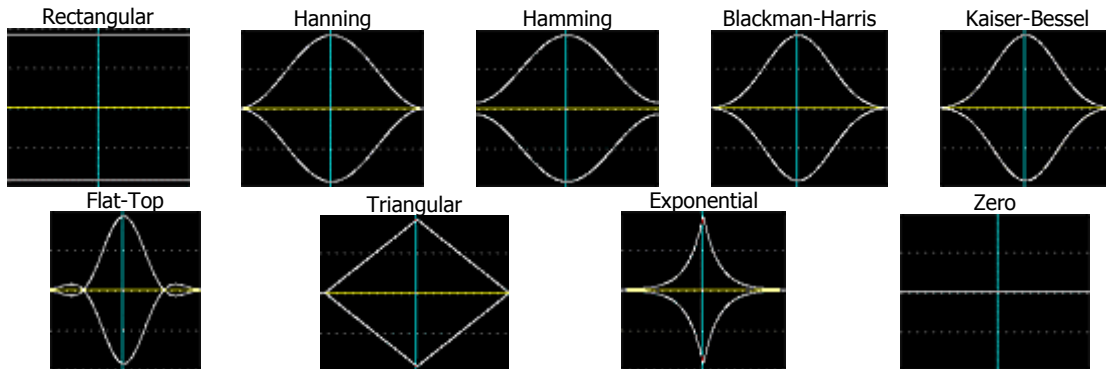 Rectangular Hanning Hamming Blackman-Harris Kaiser-Bessel
Flat-Top Triangular Exponential Zero